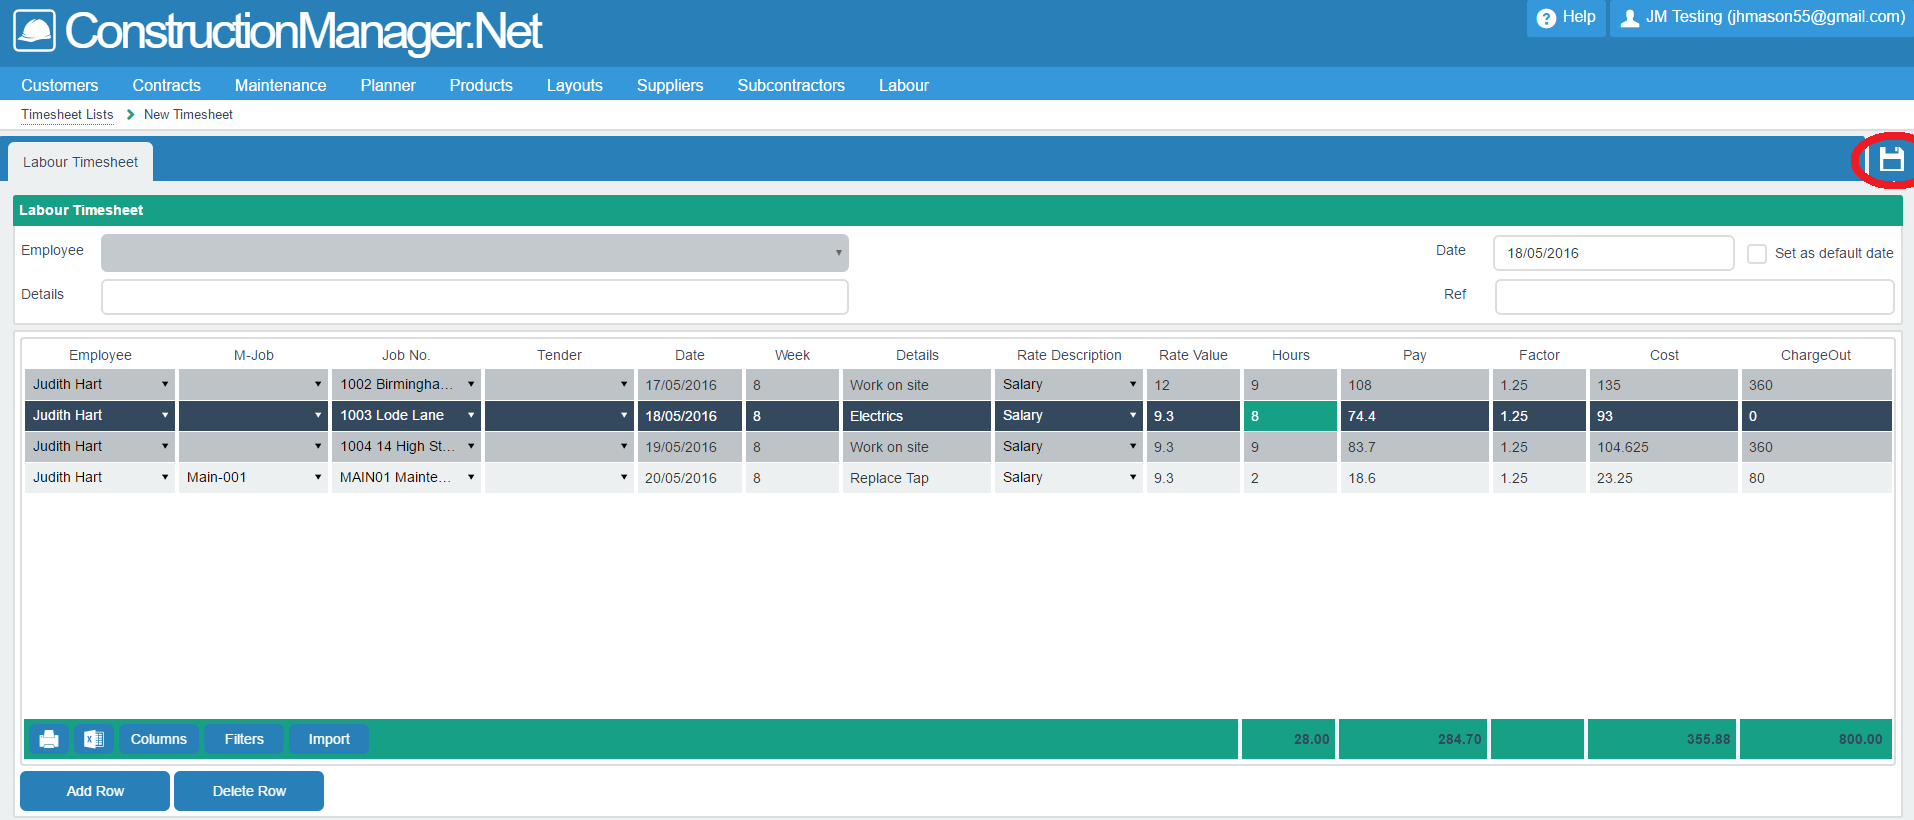 ConstructionManager.Net
? Help JM Testing (jhmason55@gmail.com)
Customers Contracts Maintenance Planner Products Layouts Suppliers Subcontractors Labour
Timesheet Lists New Timesheet
Labour Timesheet
Labour Timesheet
Employee Date 18/05/2016 Set as default date
Details Ref
Employee M-Job Job No. Tender Date Week Details Rate Description Rate Value Hours Pay Factor Cost ChargeOut
Judith Hart 1002 Birmingha... 17/05/2016 8 Work on site Salary 12 9 108 1.25 135 360
Judith Hart 1003 Lode Lane 18/05/2016 8 Electrics Salary 9.3 8 74.4 1.25 93 0
Judith Hart 1004 14 High St... 19/05/2016 8 Work on site Salary 9.3 9 83.7 1.25 104.625 360
Judith Hart Main-001 MAIN01 Mainte... 20/05/2016 8 Replace Tap Salary 9.3 2 18.6 1.25 23.25 80
Columns Filters Import 28.00 284.70 355.88 800.00
Add Row Delete Row